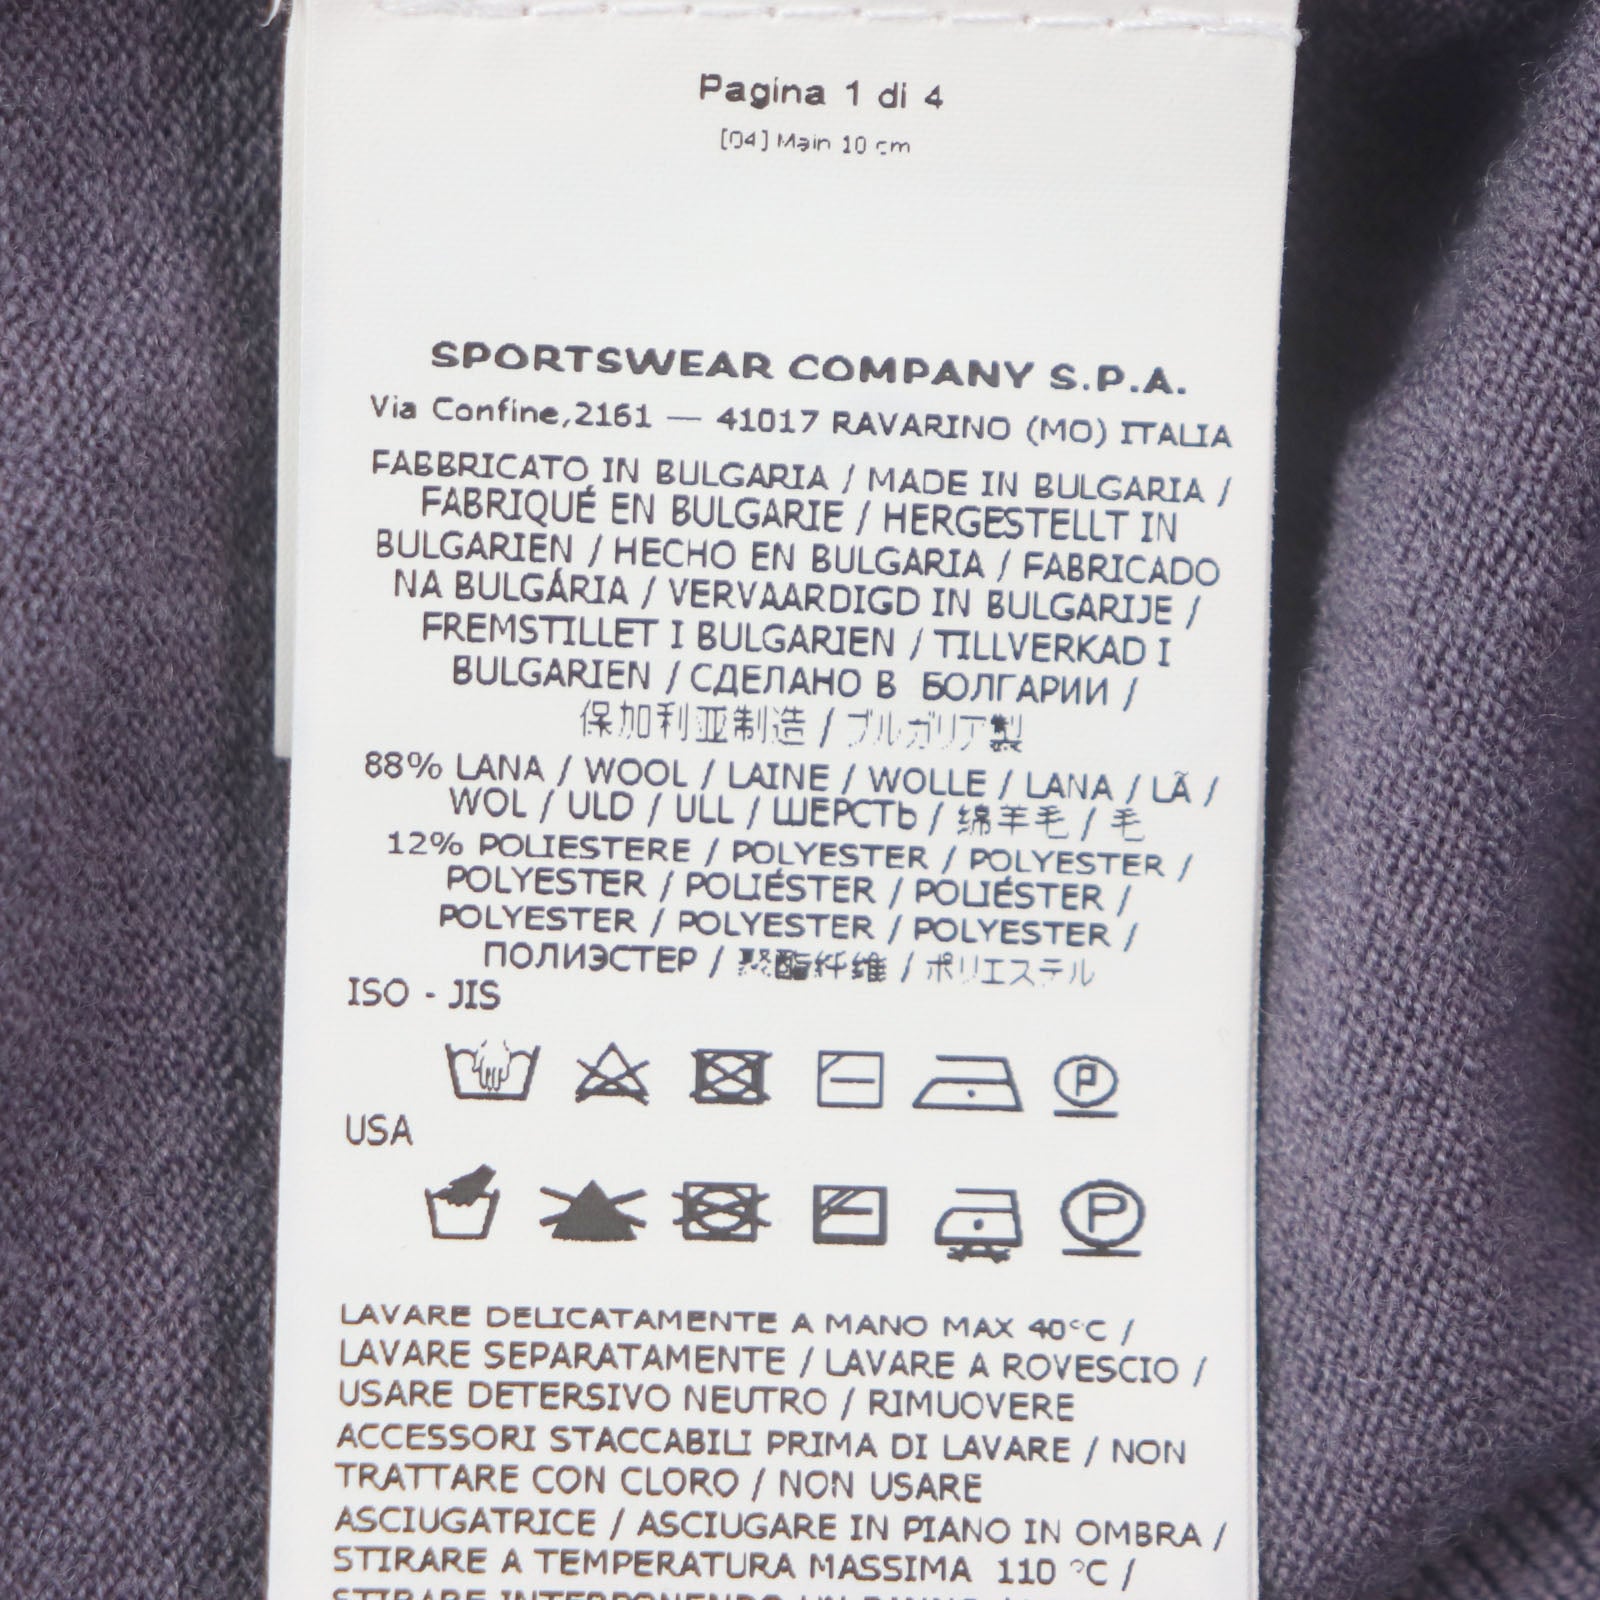 Pagina 1 di 4
[04] Main 10 cm
SPORTSWEAR COMPANY S.P.A.
Via Confine,2161 — 41017 RAVARINO (MO) ITALIA
FABBRICATO IN BULGARIA / MADE IN BULGARIA /
FABRIQUÉ EN BULGARIE / HERGESTELLT IN
BULGARIEN / HECHO EN BULGARIA / FABRICADO
NA BULGÁRIA / VERVAARDIGD IN BULGARIJE /
FREMSTILLET I BULGARIEN / TILLVERKAD I
BULGARIEN / СДЕЛАНО В БОЛГАРИИ /
保加利亚制造 / ブルガリア製
88% LANA / WOOL / LAINE / WOLLE / LANA / LÃ /
WOL / ULD / ULL / ШЕРСТЬ / 绵羊毛 / 毛
12% POLIESTERE / POLYESTER / POLYESTER /
POLYESTER / POLIÉSTER / POLIÉSTER /
POLYESTER / POLYESTER / POLYESTER /
ПОЛИЭСТЕР / 聚酯纤维 / ポリエステル
ISO - JIS
P
USA
P
LAVARE DELICATAMENTE A MANO MAX 40°C /
LAVARE SEPARATAMENTE / LAVARE A ROVESCIO /
USARE DETERSIVO NEUTRO / RIMUOVERE
ACCESSORI STACCABILI PRIMA DI LAVARE / NON
TRATTARE CON CLORO / NON USARE
ASCIUGATRICE / ASCIUGARE IN PIANO IN OMBRA /
STIRARE A TEMPERATURA MASSIMA 110 °C /
STIRARE INTERPONENDO UN PANNO